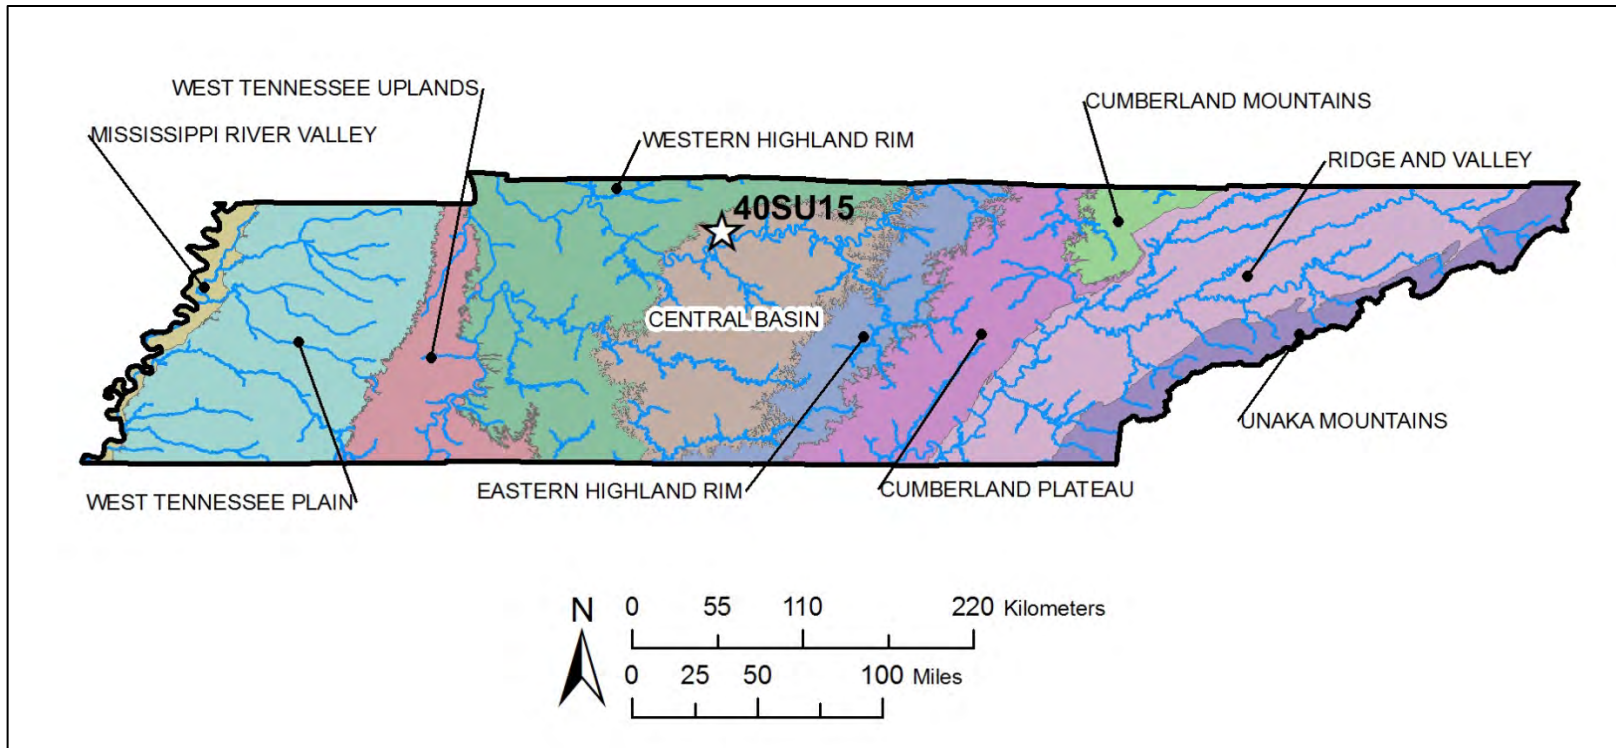 WEST TENNESSEE UPLANDS
CUMBERLAND MOUNTAINS
MISSISSIPPI RIVER VALLEY
WESTERN HIGHLAND RIM
RIDGE AND VALLEY
40SU15
CENTRAL BASIN
UNAKA MOUNTAINS
WEST TENNESSEE PLAIN
EASTERN HIGHLAND RIM
CUMBERLAND PLATEAU
N
0 55 110 220 Kilometers
0 25 50 100 Miles